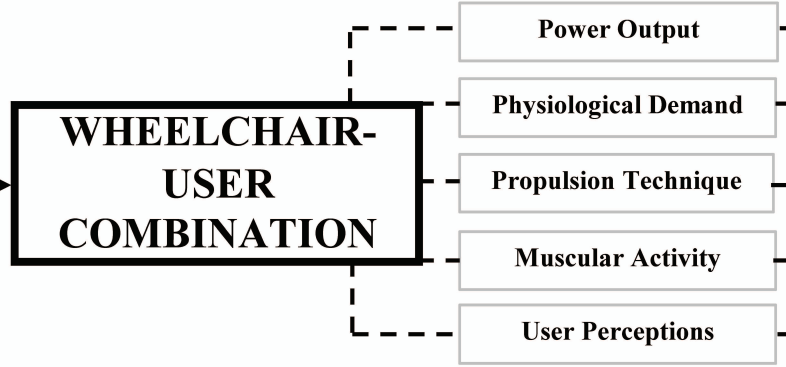 WHEELCHAIR-
USER
COMBINATION
Power Output
Physiological Demand
Propulsion Technique
Muscular Activity
User Perceptions